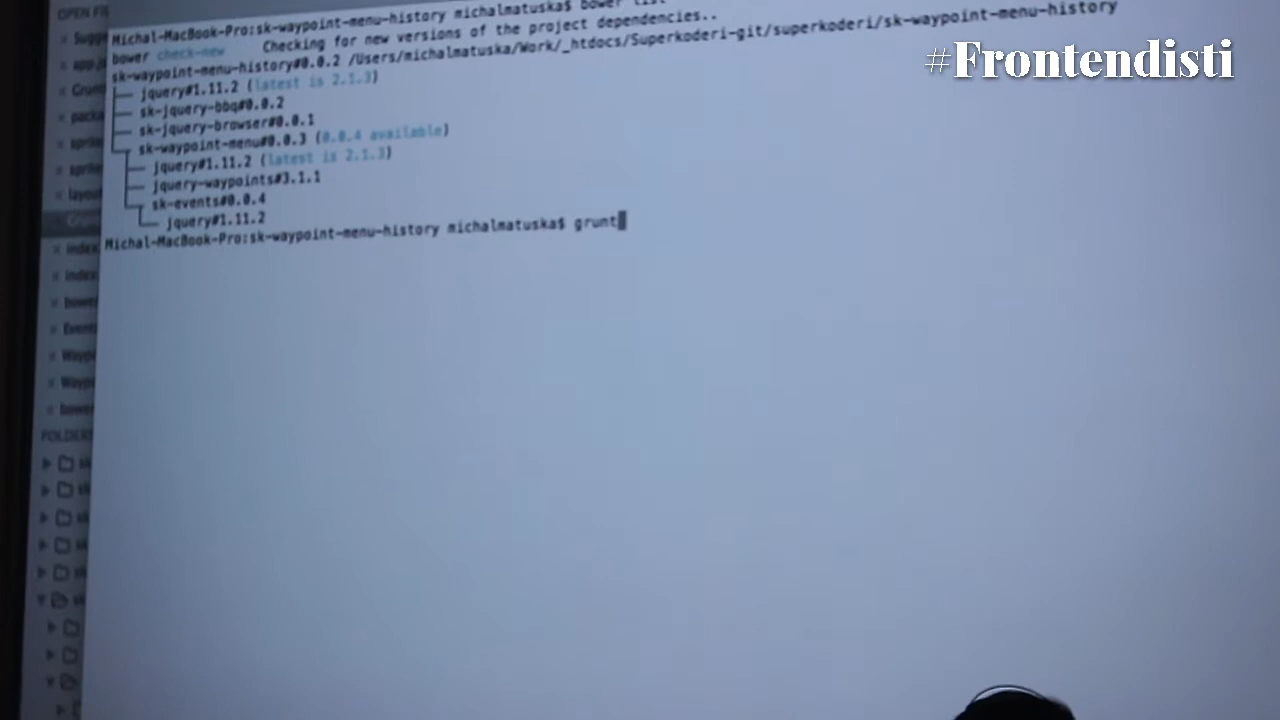 #Frontendisti
Michal-MacBook-Pro:sk-waypoint-menu-history michalmatuska$ bower list
bower check-new     Checking for new versions of the project dependencies..
sk-waypoint-menu-history#0.0.2 /Users/michalmatuska/Work/_htdocs/Superkoderi-git/superkoderi/sk-waypoint-menu-history
├── jquery#1.11.2 (latest is 2.1.3)
├── sk-jquery-bbq#0.0.2
├── sk-jquery-browser#0.0.1
└─┬ sk-waypoint-menu#0.0.3 (0.0.4 available)
  ├── jquery#1.11.2 (latest is 2.1.3)
  ├── jquery-waypoints#3.1.1
  └─┬ sk-events#0.0.4
    └── jquery#1.11.2
Michal-MacBook-Pro:sk-waypoint-menu-history michalmatuska$ grunt
OPEN FI
FOLDERS